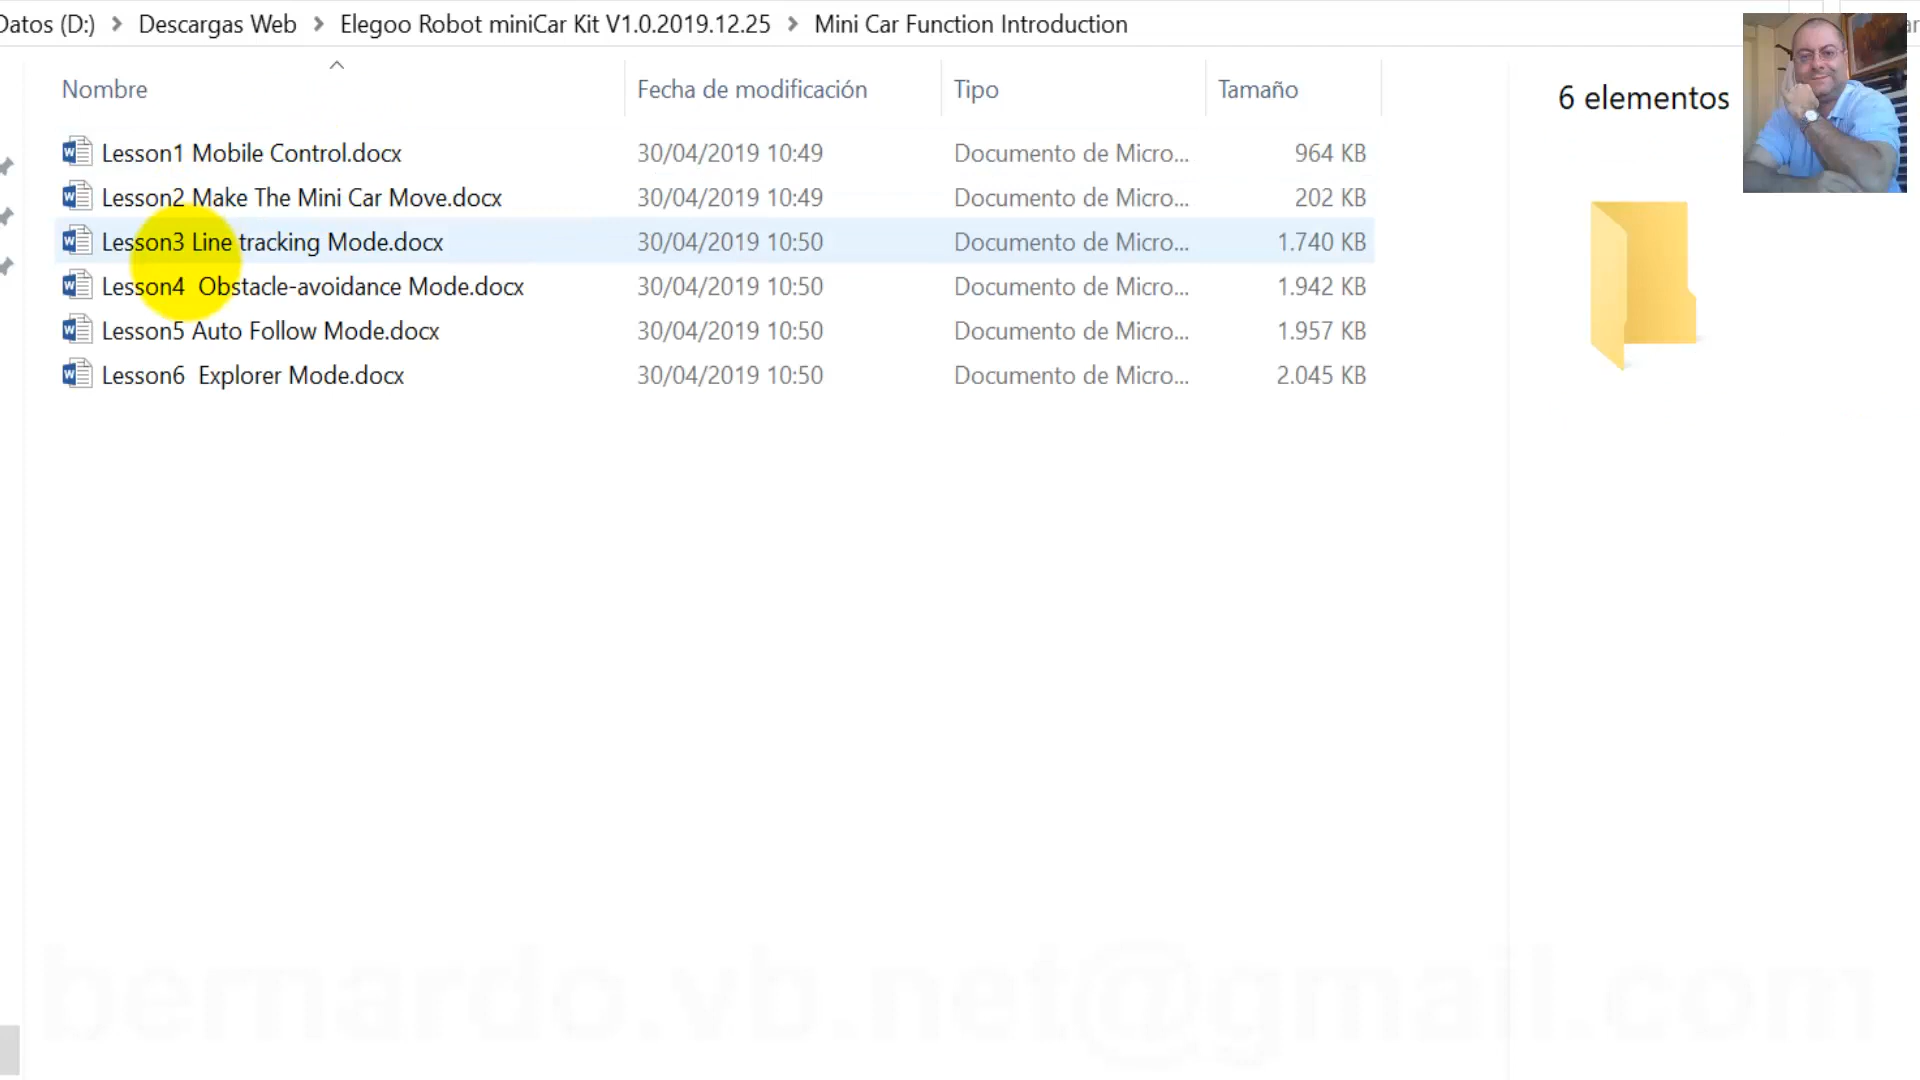 Datos (D:) > Descargas Web > Elegoo Robot miniCar Kit V1.0.2019.12.25 > Mini Car Function Introduction
Nombre Fecha de modificación Tipo Tamaño
6 elementos
Lesson1 Mobile Control.docx 30/04/2019 10:49 Documento de Micro... 964 KB
Lesson2 Make The Mini Car Move.docx 30/04/2019 10:49 Documento de Micro... 202 KB
Lesson3 Line tracking Mode.docx 30/04/2019 10:50 Documento de Micro... 1.740 KB
Lesson4  Obstacle-avoidance Mode.docx 30/04/2019 10:50 Documento de Micro... 1.942 KB
Lesson5 Auto Follow Mode.docx 30/04/2019 10:50 Documento de Micro... 1.957 KB
Lesson6  Explorer Mode.docx 30/04/2019 10:50 Documento de Micro... 2.045 KB
bernardo.vb.net@gmail.com